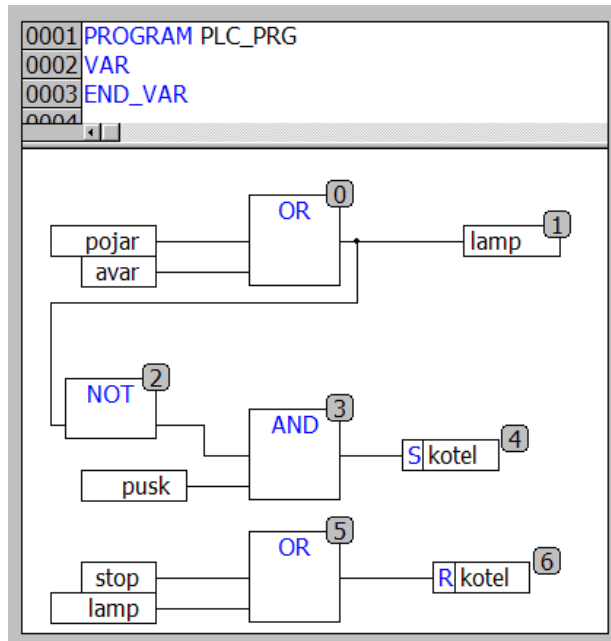 0001 PROGRAM PLC_PRG
0002 VAR
0003 END_VAR
0004
0
OR
pojar
avar
1
lamp
2
NOT
3
AND
pusk
4
S kotel
5
OR
stop
lamp
6
R kotel